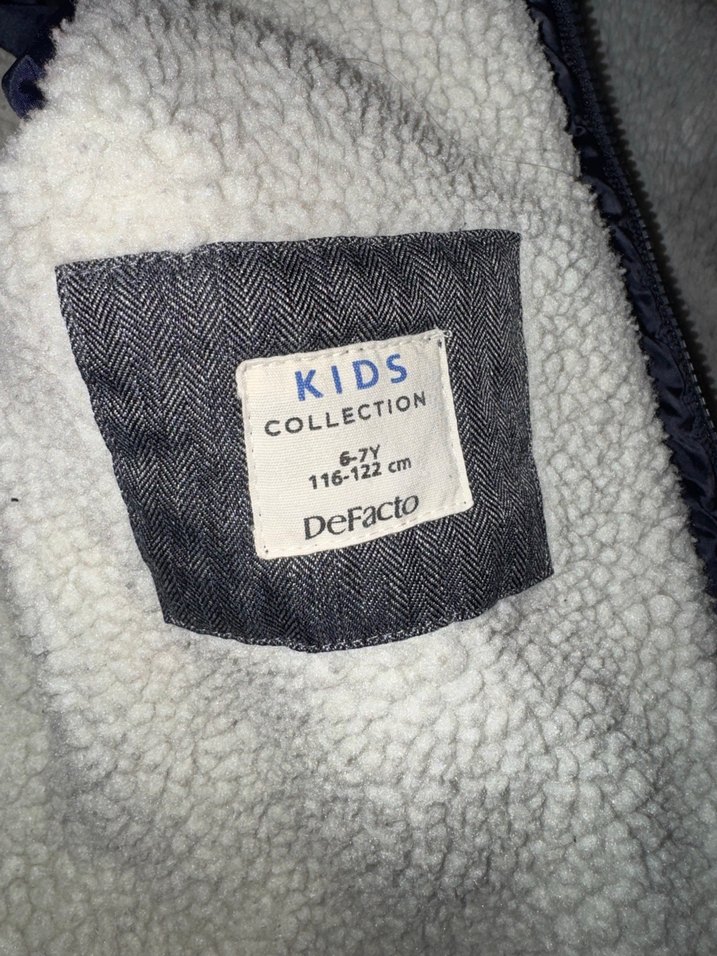 KIDS
COLLECTION
6-7Y
116-122 cm
DeFacto